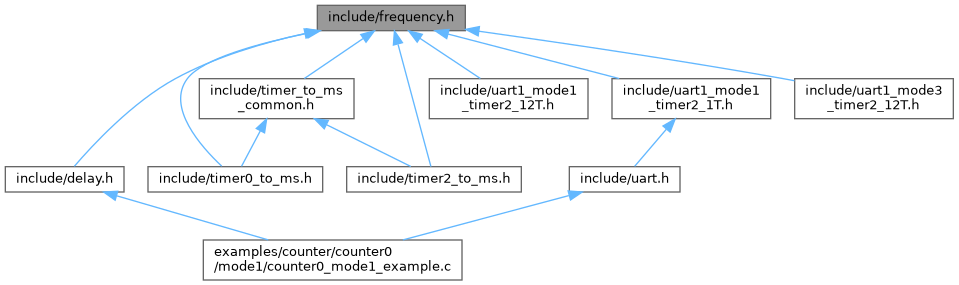 include/frequency.h
include/timer_to_ms
_common.h
include/uart1_mode1
_timer2_12T.h
include/uart1_mode1
_timer2_1T.h
include/uart1_mode3
_timer2_12T.h
include/delay.h
include/timer0_to_ms.h
include/timer2_to_ms.h
include/uart.h
examples/counter/counter0
/mode1/counter0_mode1_example.c